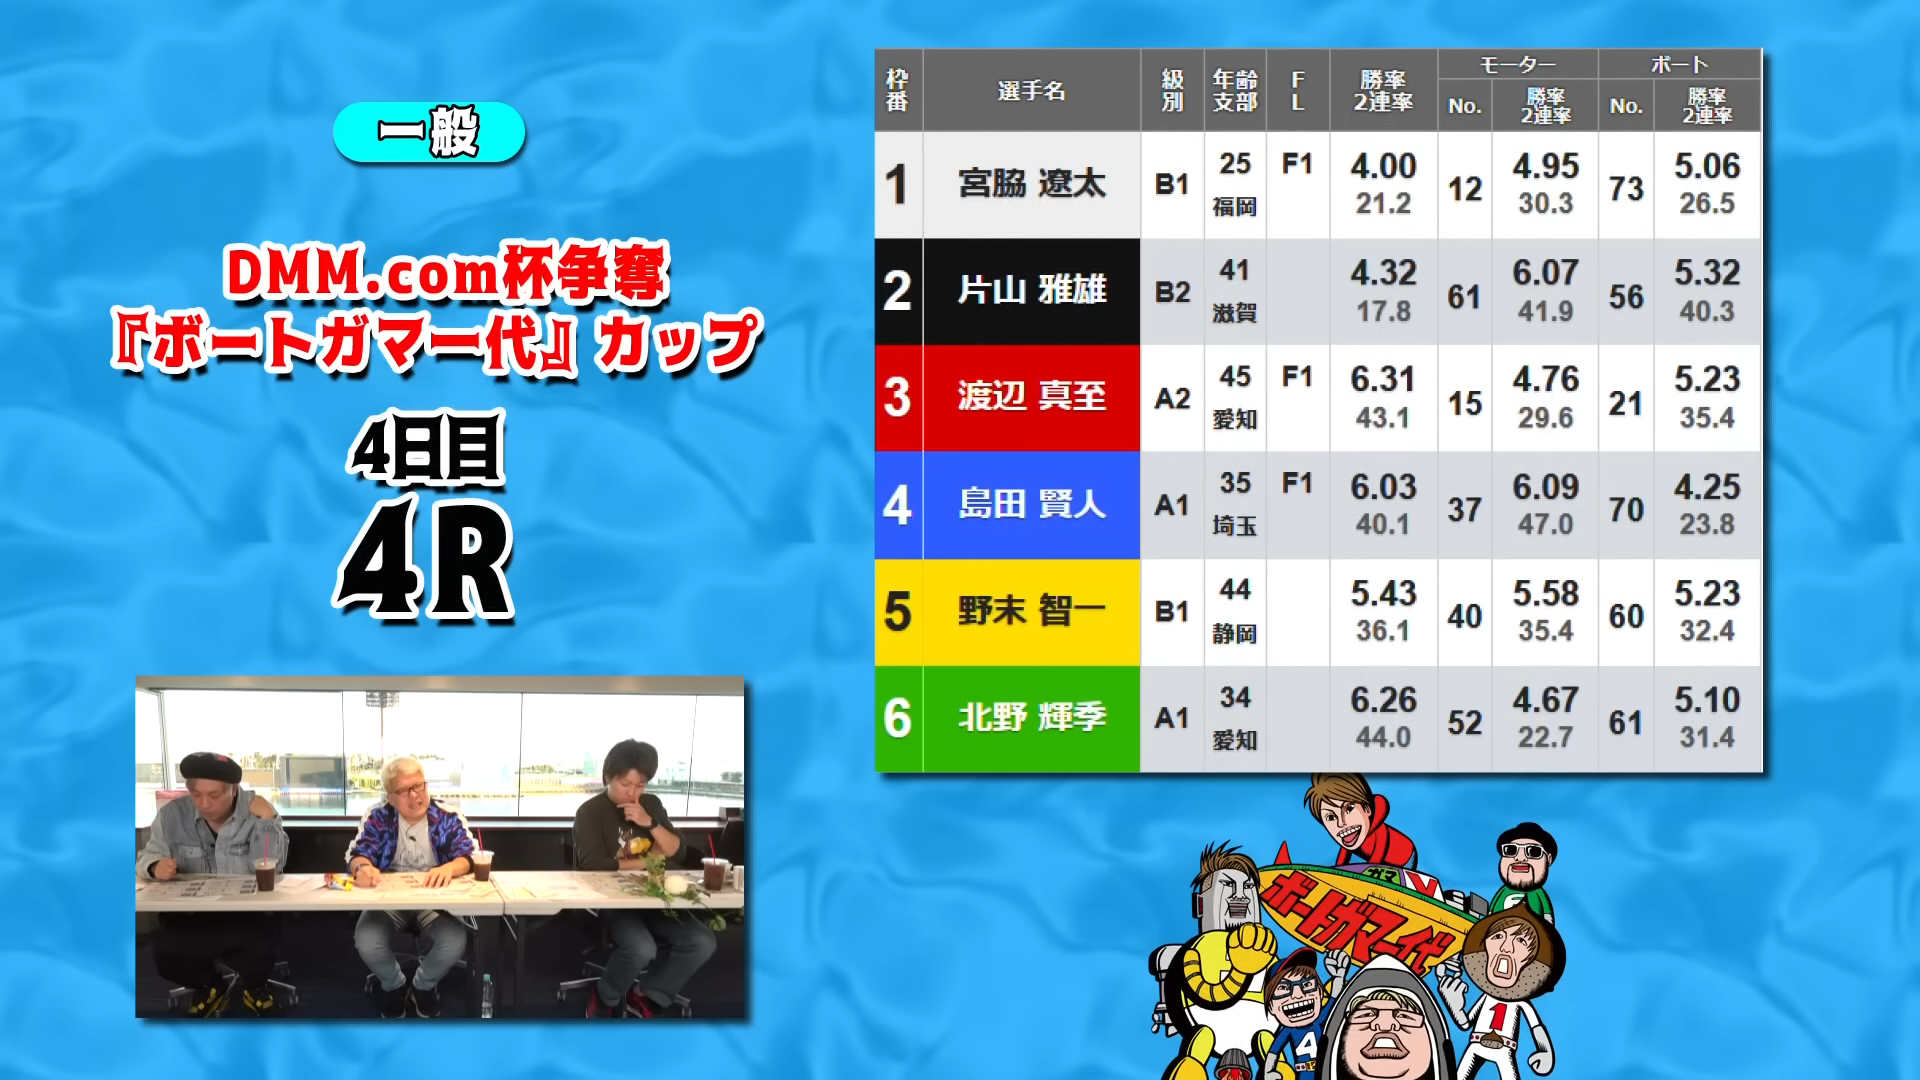 一般
DMM.com杯争奪
『ボートガマ一代』カップ
4日目
4R
枠番 選手名 級別 年齢支部 FL 勝率2連率 モーター No. 勝率2連率 ボート No. 勝率2連率
1 宮脇 遼太 B1 25 福岡 F1 4.00 21.2 12 4.95 30.3 73 5.06 26.5
2 片山 雅雄 B2 41 滋賀 4.32 17.8 61 6.07 41.9 56 5.32 40.3
3 渡辺 真至 A2 45 愛知 F1 6.31 43.1 15 4.76 29.6 21 5.23 35.4
4 島田 賢人 A1 35 埼玉 F1 6.03 40.1 37 6.09 47.0 70 4.25 23.8
5 野末 智一 B1 44 静岡 5.43 36.1 40 5.58 35.4 60 5.23 32.4
6 北野 輝季 A1 34 愛知 6.26 44.0 52 4.67 22.7 61 5.10 31.4
ガマ
ボートガマ一代
4
1